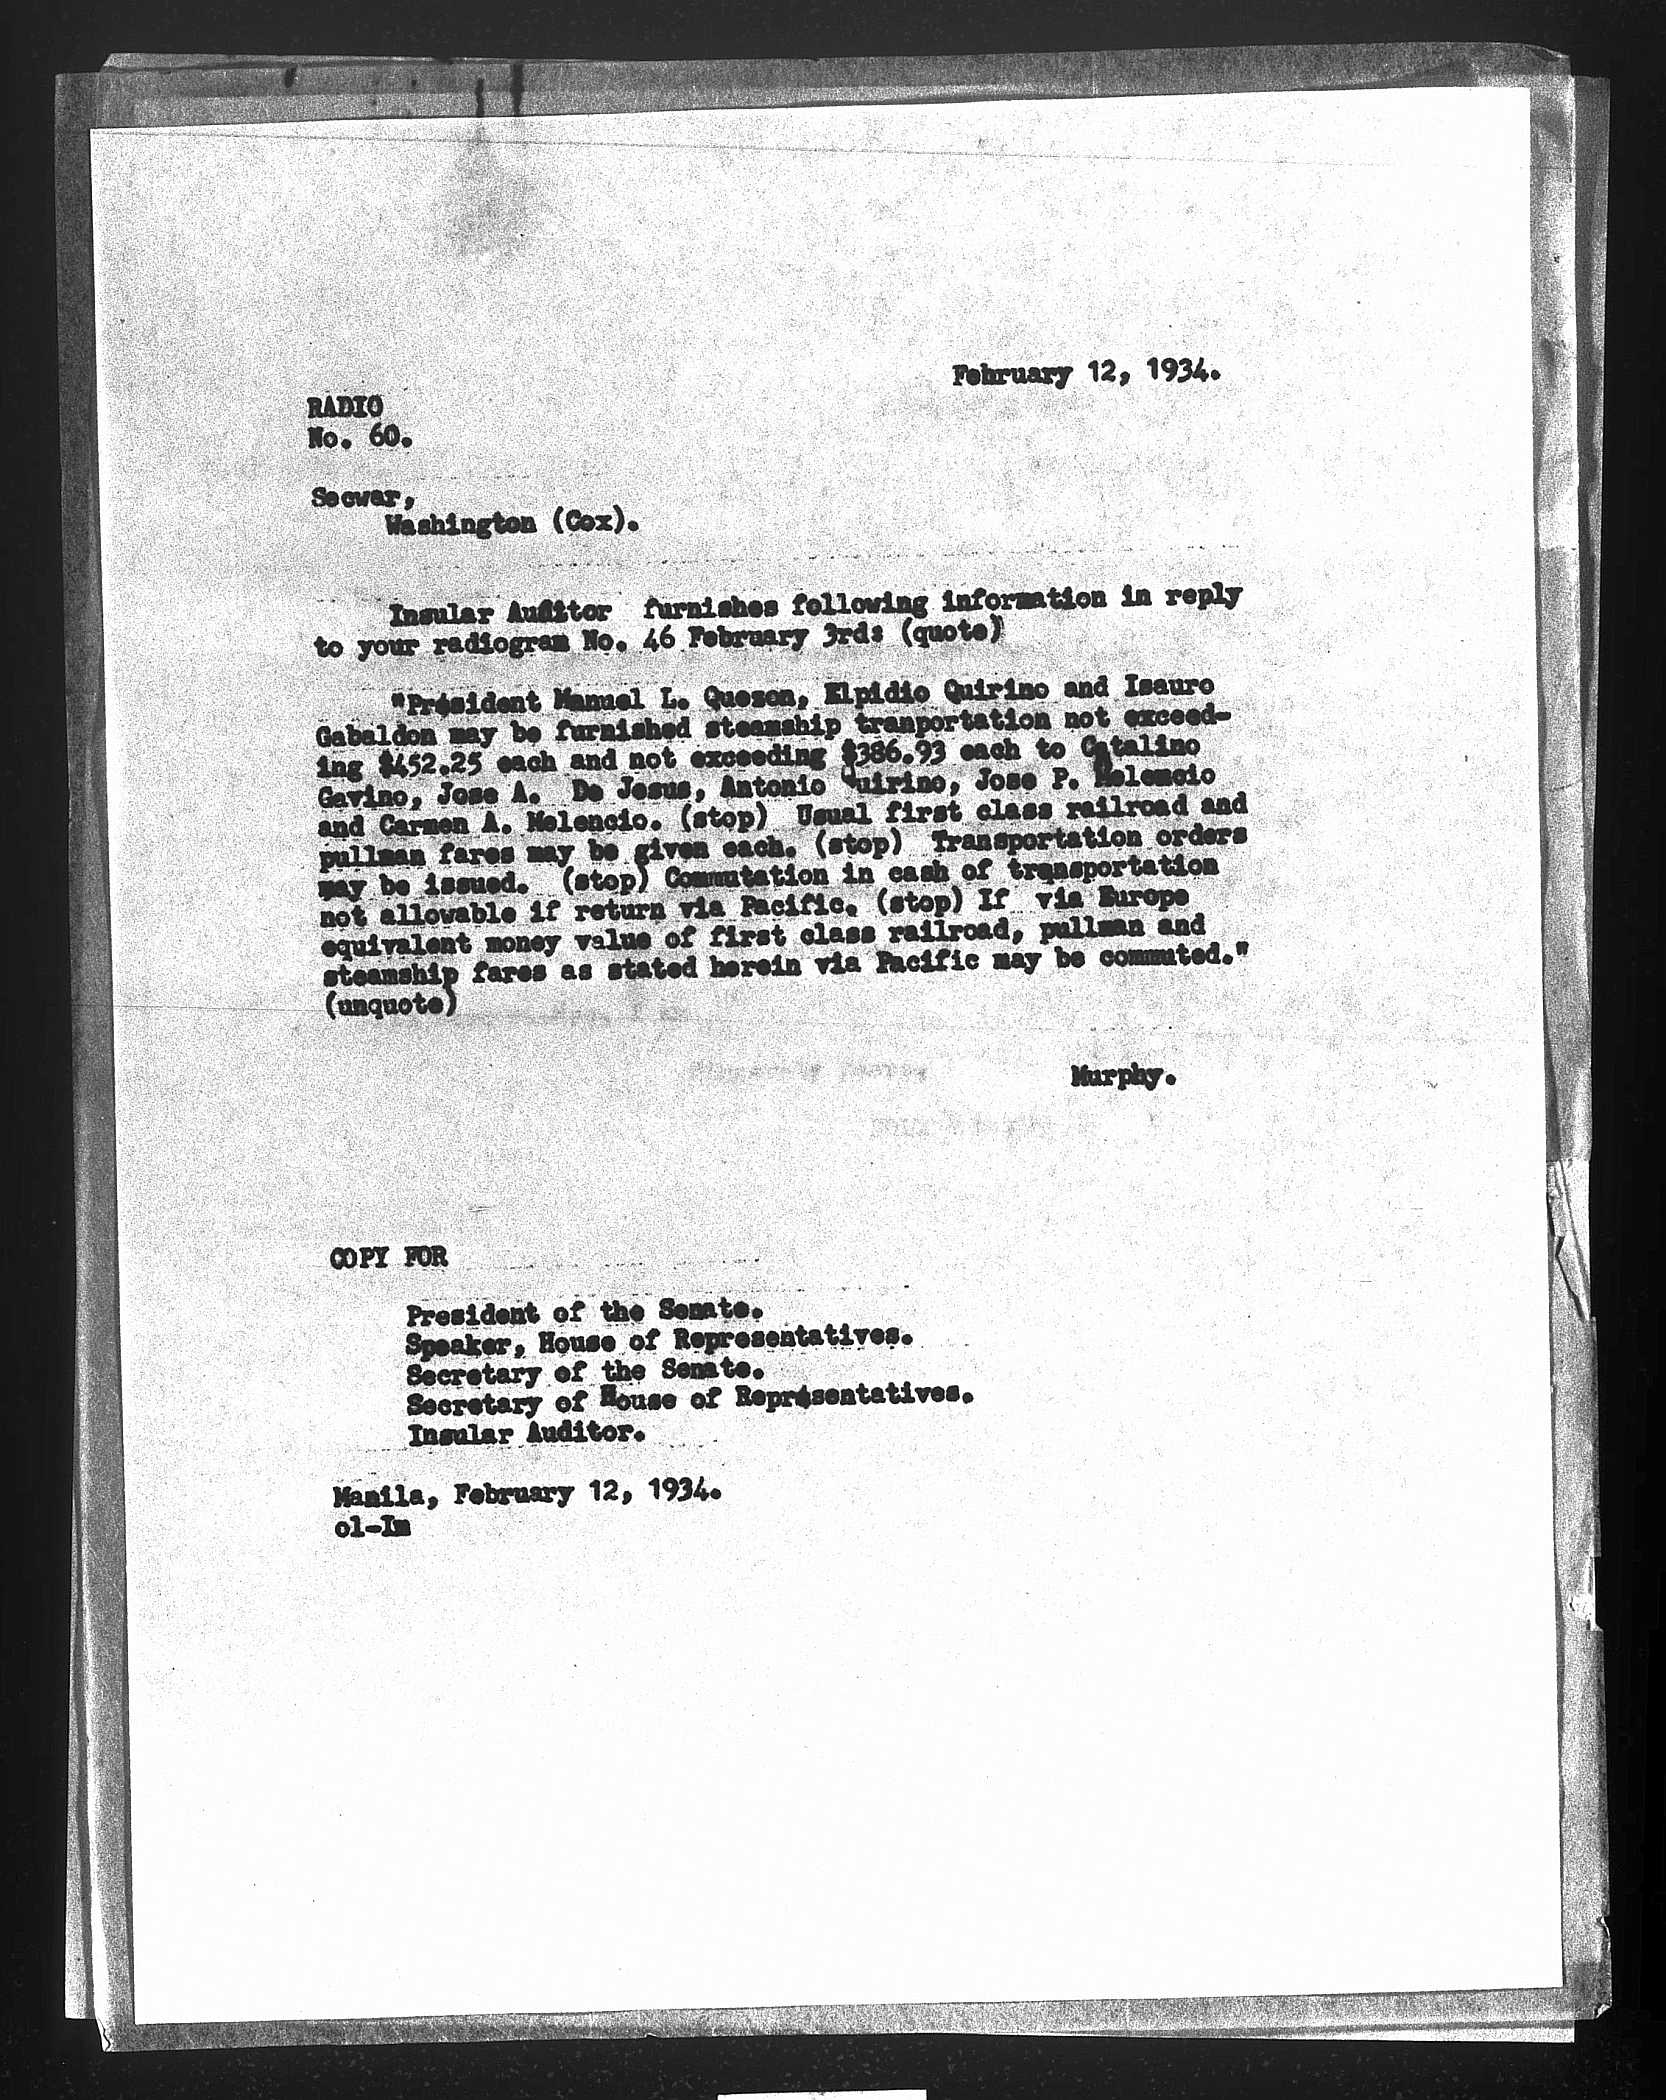 February 12, 1934.
RADIO
No. 60.
Secwar,
Washington (Cox).
Insular Auditor furnishes following information in reply
to your radiogram No. 46 February 3rd: (quote)
"President Manuel L. Quezon, Elpidio Quirino and Isauro
Gabaldon may be furnished steamship tranportation not exceed-
ing $452.25 each and not exceeding $386.93 each to Catalino
Gavino, Jose A. De Jesus, Antonio Quirino, Jose P. Melencio
and Carmen A. Melencio. (stop) Usual first class railroad and
pullman fares may be given each. (stop) Transportation orders
may be issued. (stop) Commutation in cash of transportation
not allowable if return via Pacific. (stop) If via Europe
equivalent money value of first class railroad, pullman and
steamship fares as stated herein via Pacific may be commuted."
(unquote)
Murphy.
COPY FOR
President of the Senate.
Speaker, House of Representatives.
Secretary of the Senate.
Secretary of House of Representatives.
Insular Auditor.
Manila, February 12, 1934.
ol-Im